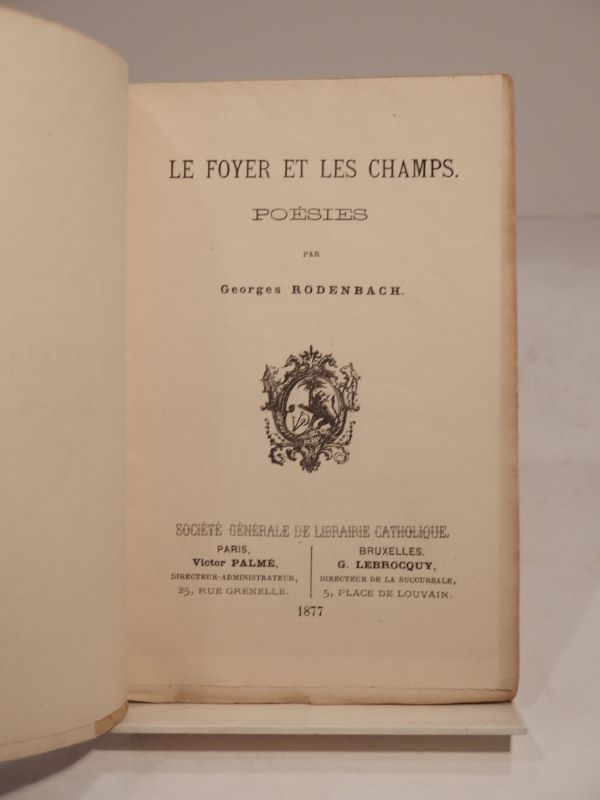 LE FOYER ET LES CHAMPS.
POÉSIES
PAR
Georges RODENBACH.
SOCIÉTÉ GÉNÉRALE DE LIBRAIRIE CATHOLIQUE.
PARIS,
Victor PALMÉ,
DIRECTEUR-ADMINISTRATEUR,
25, RUE GRENELLE.
BRUXELLES.
G. LEBROCQUY,
DIRECTEUR DE LA SUCCURSALE,
5, PLACE DE LOUVAIN.
1877